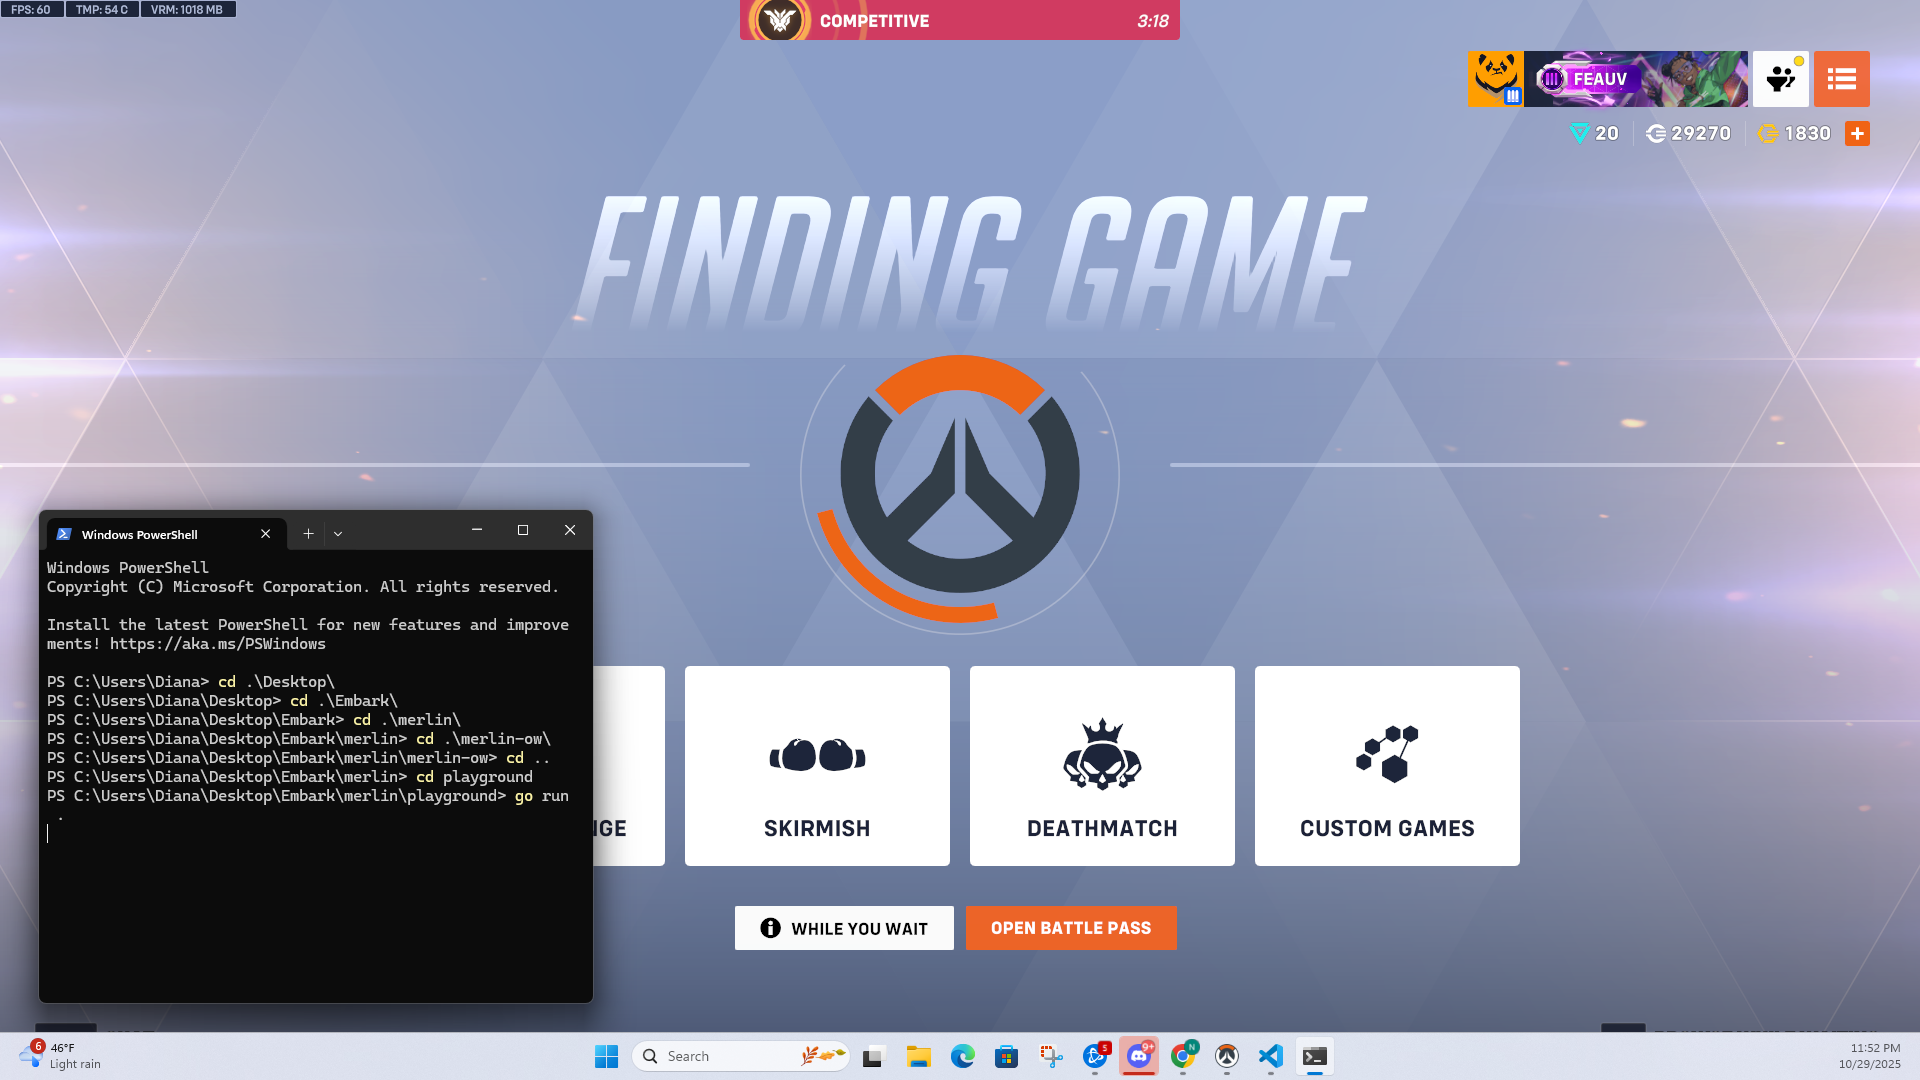 FPS: 60
TMP: 54 C
VRM: 1018 MB
COMPETITIVE
3:18
FEAUV
20
29270
1830
FINDING GAME
Windows PowerShell
Windows PowerShell
Copyright (C) Microsoft Corporation. All rights reserved.
Install the latest PowerShell for new features and improve
ments! https://aka.ms/PSWindows
PS C:\Users\Diana> cd .\Desktop\
PS C:\Users\Diana\Desktop> cd .\Embark\
PS C:\Users\Diana\Desktop\Embark> cd .\merlin\
PS C:\Users\Diana\Desktop\Embark\merlin> cd .\merlin-ow\
PS C:\Users\Diana\Desktop\Embark\merlin\merlin-ow> cd ..
PS C:\Users\Diana\Desktop\Embark\merlin> cd playground
PS C:\Users\Diana\Desktop\Embark\merlin\playground> go run
.
SKIRMISH
DEATHMATCH
CUSTOM GAMES
WHILE YOU WAIT
OPEN BATTLE PASS
6
46°F
Light rain
Search
5
9+
N
11:52 PM
10/29/2025